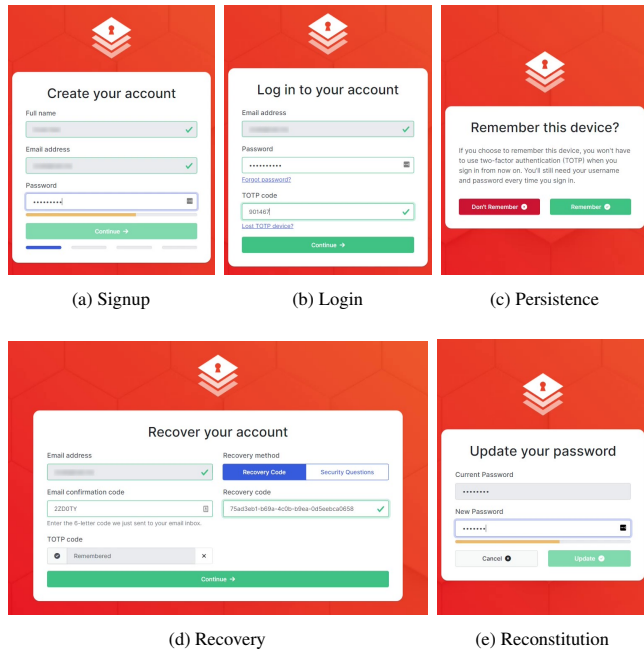 Create your account
Full name
Email address
Password
Continue →
(a) Signup
Log in to your account
Email address
Password
Forgot password?
TOTP code
901467
Lost TOTP device?
Continue →
(b) Login
Remember this device?
If you choose to remember this device, you won't have
to use two-factor authentication (TOTP) when you
sign in from now on. You'll still need your username
and password every time you sign in.
Don't Remember
Remember
(c) Persistence
Recover your account
Email address
Recovery method
Recovery Code
Security Questions
Email confirmation code
Recovery code
2ZD0TY
75ad3eb1-b69a-4c0b-b9ea-0d5eebca0658
Enter the 6-letter code we just sent to your email inbox.
TOTP code
Remembered
Continue →
(d) Recovery
Update your password
Current Password
New Password
Cancel
Update
(e) Reconstitution